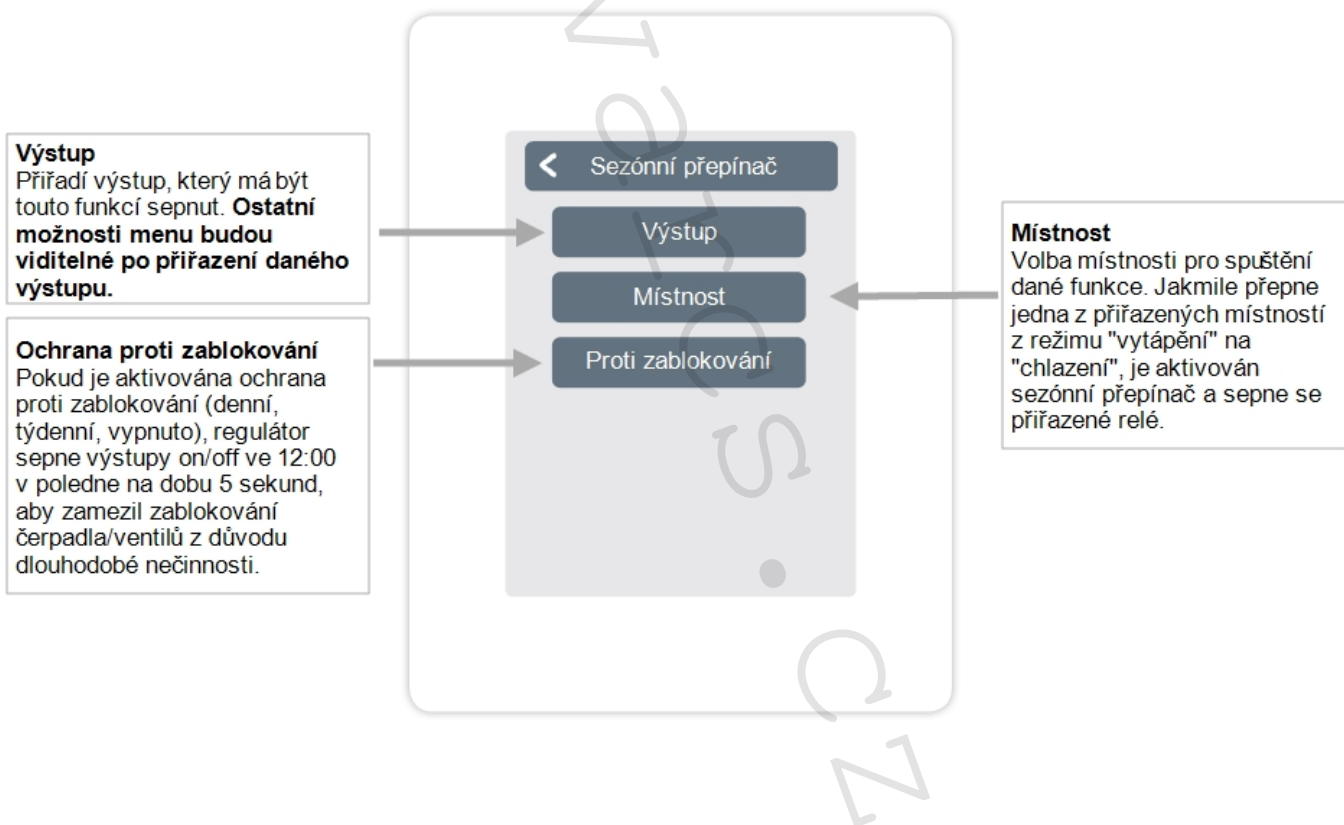 Výstup
Přiřadí výstup, který má být
touto funkcí sepnut. Ostatní
možnosti menu budou
viditelné po přiřazení daného
výstupu.
Ochrana proti zablokování
Pokud je aktivována ochrana
proti zablokování (denní,
týdenní, vypnuto), regulátor
sepne výstupy on/off ve 12:00
v poledne na dobu 5 sekund,
aby zamezil zablokování
čerpadla/ventilů z důvodu
dlouhodobé nečinnosti.
Sezónní přepínač
Výstup
Místnost
Proti zablokování
Místnost
Volba místnosti pro spuštění
dané funkce. Jakmile přepne
jedna z přiřazených místností
z režimu "vytápění" na
"chlazení", je aktivován
sezónní přepínač a sepne se
přiřazené relé.
varcs.cz